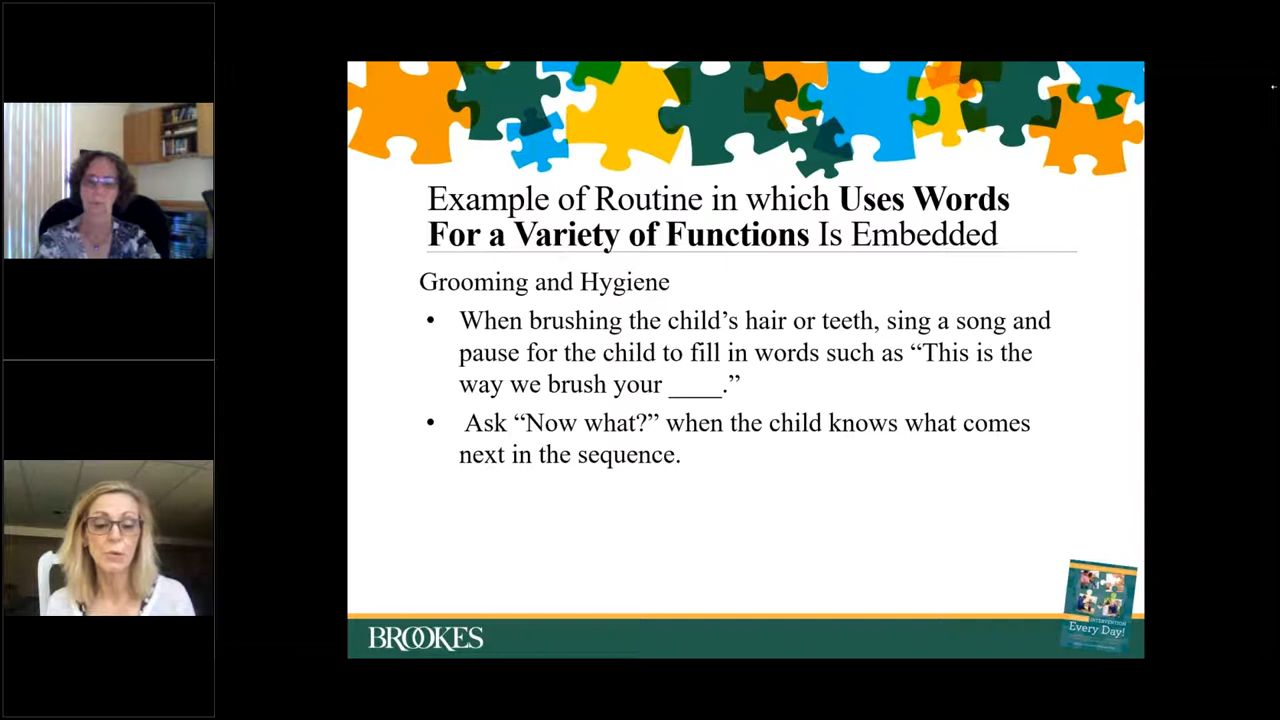 Example of Routine in which Uses Words
For a Variety of Functions Is Embedded
Grooming and Hygiene
• When brushing the child’s hair or teeth, sing a song and
pause for the child to fill in words such as “This is the
way we brush your ____.”
• Ask “Now what?” when the child knows what comes
next in the sequence.
BROOKES
INTERVENTION
Every Day!